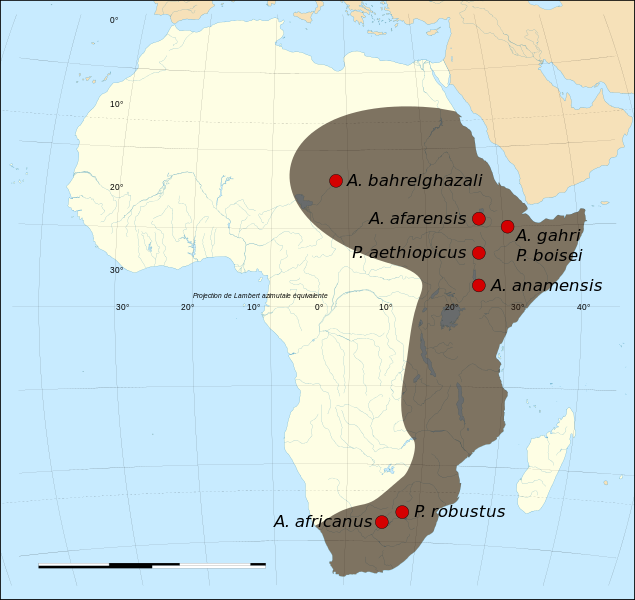 0°
10°
20°
30°
A. bahrelghazali
A. afarensis
A. gahri
P. boisei
P. aethiopicus
A. anamensis
Projection de Lambert azimutale équivalente
30° 20° 10° 0° 10° 20° 30° 40°
P. robustus
A. africanus